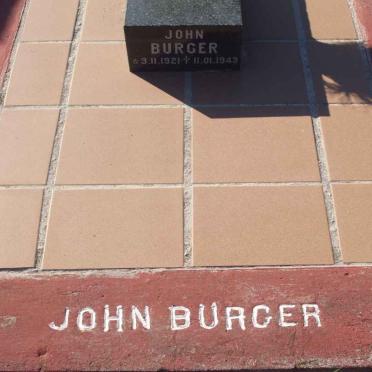 JOHN
BURGER
✩ 3.11.1921 ✝ 11.01.1943
JOHN BURGER